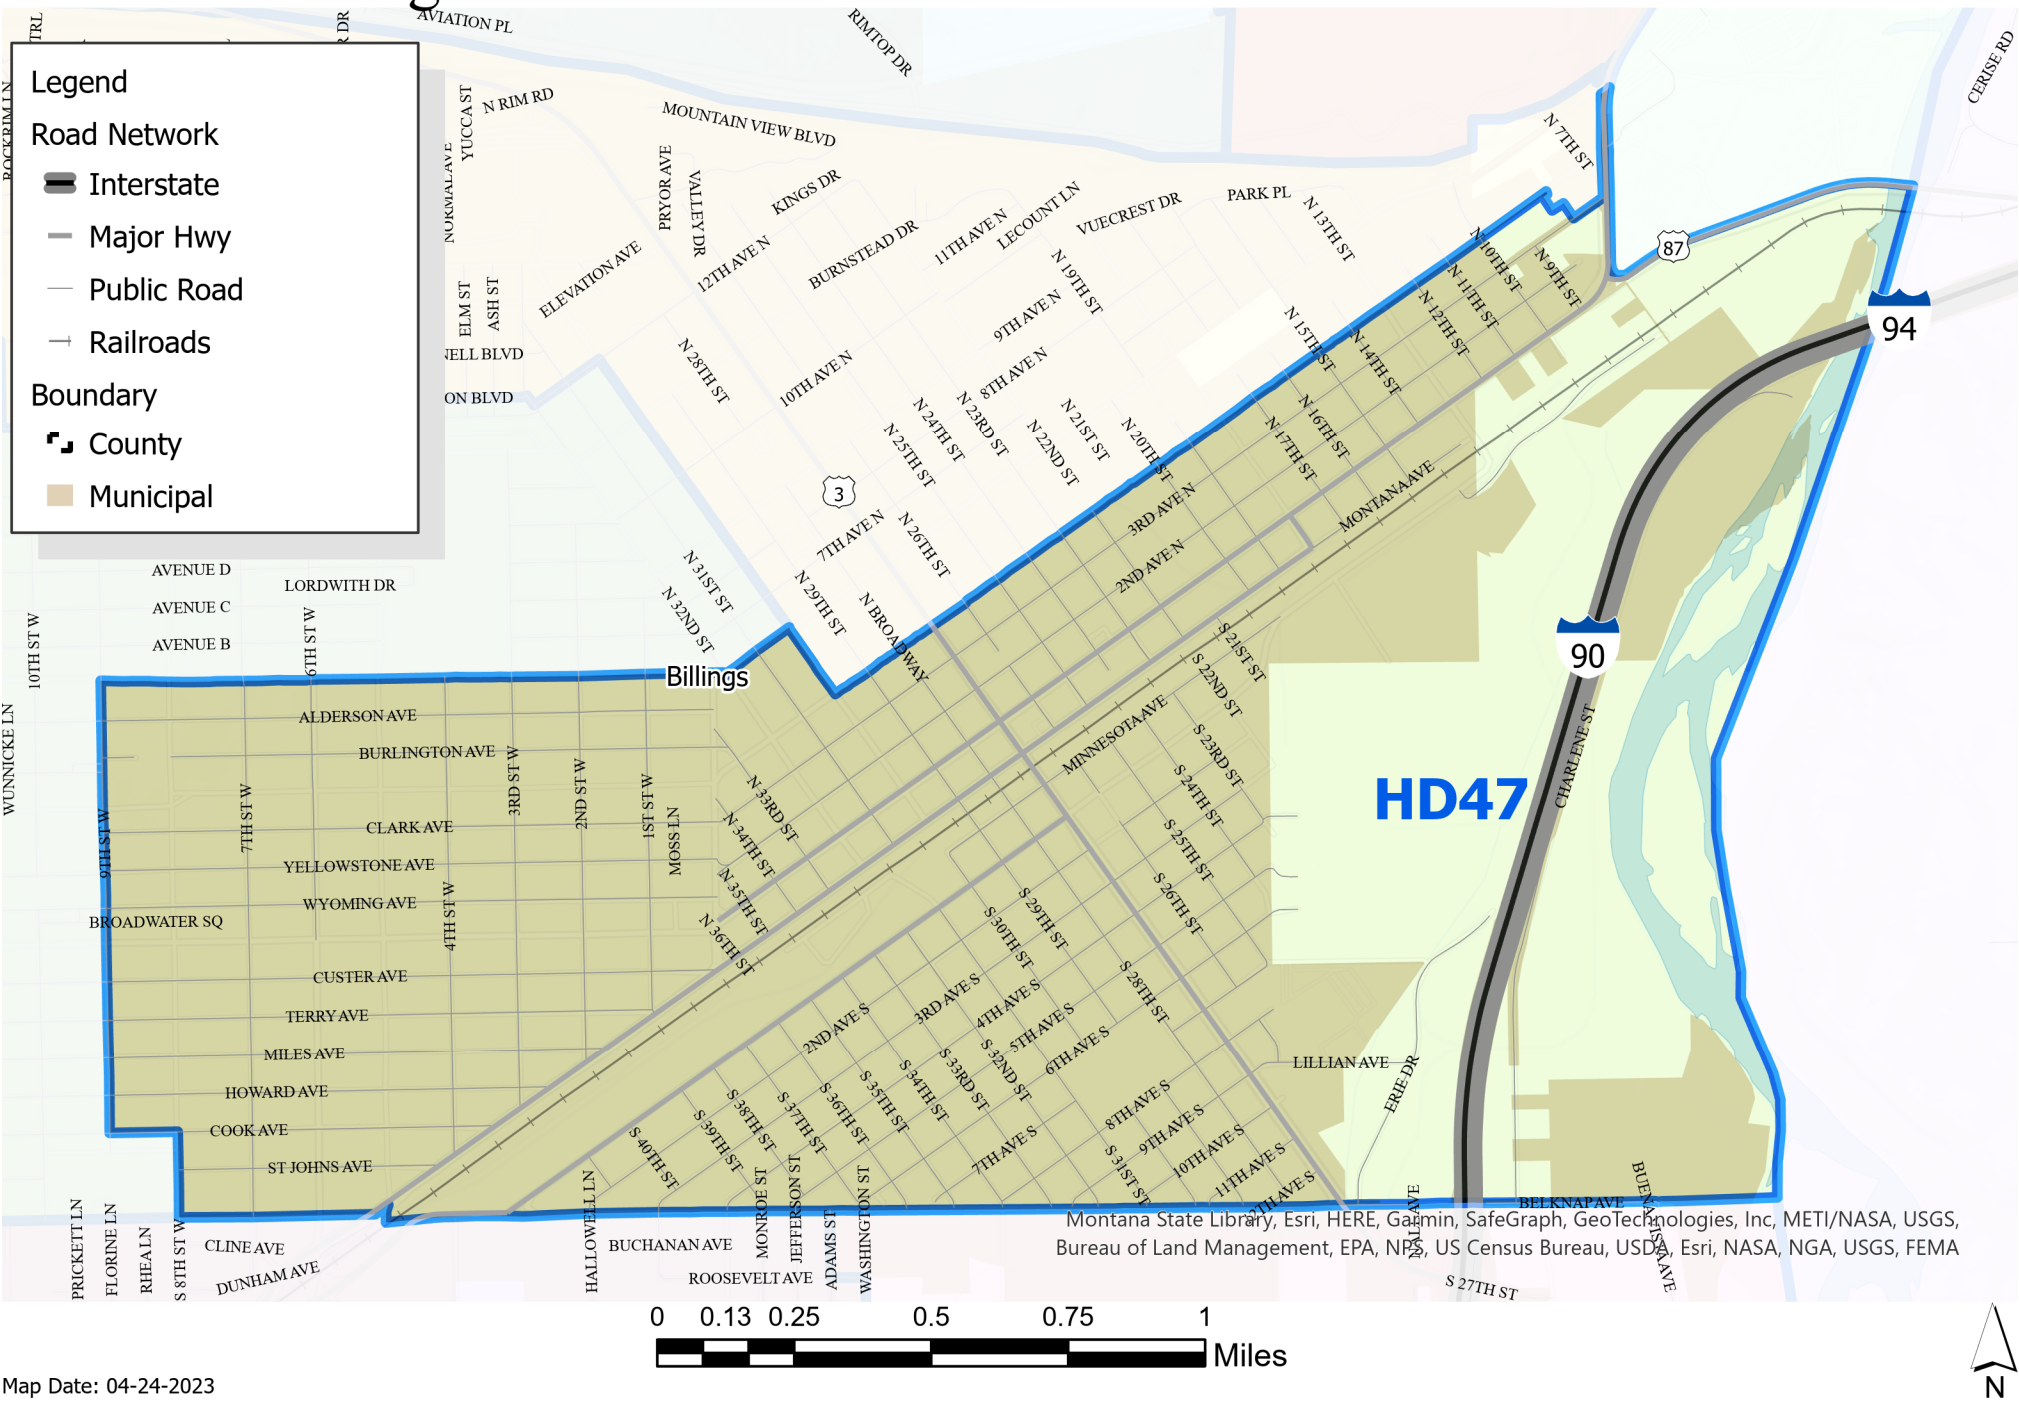 AVIATION PL
RIMTOP DR
CERISE RD
TRL
R DR
Legend
Road Network
Interstate
Major Hwy
Public Road
Railroads
Boundary
County
Municipal
ROCKRIM LN
YUCCA ST
N RIM RD
MOUNTAIN VIEW BLVD
N 7TH ST
NORMAL AVE
PRYOR AVE
VALLEY DR
KINGS DR
LECOUNT LN
VUECREST DR
PARK PL
N 13TH ST
11TH AVE N
BURNSTEAD DR
12TH AVE N
ELEVATION AVE
ELM ST
ASH ST
N 19TH ST
9TH AVE N
N 10TH ST
N 9TH ST
N 11TH ST
N 12TH ST
87
94
NELL BLVD
ON BLVD
N 28TH ST
10TH AVE N
8TH AVE N
N 15TH ST
N 14TH ST
N 24TH ST
N 23RD ST
N 25TH ST
N 22ND ST
N 21ST ST
N 20TH ST
N 16TH ST
N 17TH ST
3
7TH AVE N
N 26TH ST
3RD AVE N
2ND AVE N
MONTANA AVE
AVENUE D
LORDWITH DR
AVENUE C
AVENUE B
10TH ST W
6TH ST W
N 31ST ST
N 32ND ST
N 29TH ST
N BROADWAY
S 21ST ST
S 22ND ST
90
Billings
WUNNICKE LN
ALDERSON AVE
BURLINGTON AVE
MINNESOTA AVE
S 23RD ST
S 24TH ST
CHARLENE ST
HD47
9TH ST W
7TH ST W
3RD ST W
2ND ST W
1ST ST W
MOSS LN
N 33RD ST
N 34TH ST
N 35TH ST
N 36TH ST
CLARK AVE
YELLOWSTONE AVE
WYOMING AVE
BROADWATER SQ
4TH ST W
CUSTER AVE
TERRY AVE
MILES AVE
HOWARD AVE
COOK AVE
ST JOHNS AVE
S 25TH ST
S 26TH ST
S 29TH ST
S 30TH ST
S 28TH ST
2ND AVE S
3RD AVE S
4TH AVE S
5TH AVE S
6TH AVE S
S 32ND ST
S 33RD ST
S 34TH ST
S 35TH ST
S 36TH ST
S 37TH ST
S 38TH ST
S 39TH ST
S 40TH ST
7TH AVE S
8TH AVE S
9TH AVE S
10TH AVE S
11TH AVE S
S 31ST ST
LILLIAN AVE
ERIE DR
BELKNAP AVE
BUENA VISTA AVE
PRICKETT LN
FLORINE LN
RHEA LN
S 8TH ST W
CLINE AVE
DUNHAM AVE
HALLOWELL LN
BUCHANAN AVE
ROOSEVELT AVE
MONROE ST
JEFFERSON ST
ADAMS ST
WASHINGTON ST
S 27TH ST
Montana State Library, Esri, HERE, Garmin, SafeGraph, GeoTechnologies, Inc, METI/NASA, USGS,
Bureau of Land Management, EPA, NPS, US Census Bureau, USDA, Esri, NASA, NGA, USGS, FEMA
0 0.13 0.25 0.5 0.75 1
Miles
N
Map Date: 04-24-2023